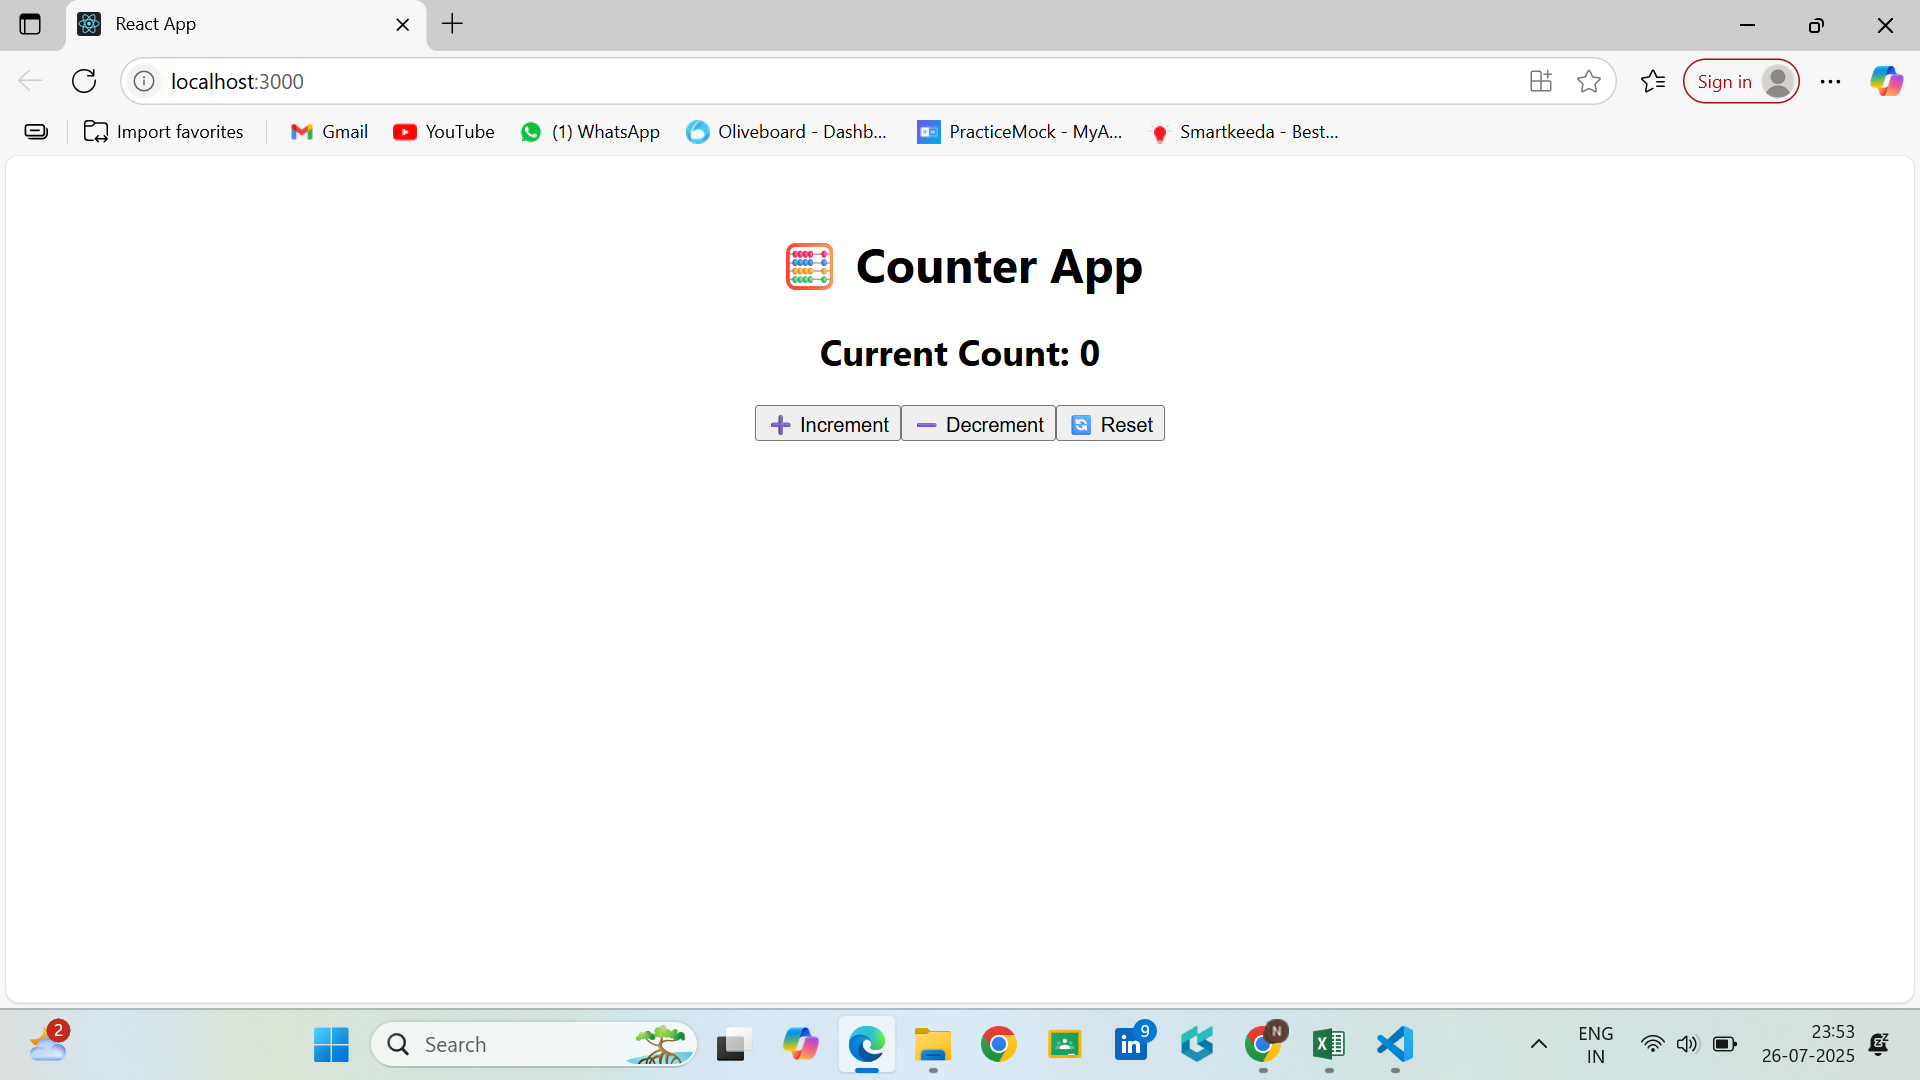 React App
localhost:3000
Sign in
Import favorites
Gmail
YouTube
(1) WhatsApp
Oliveboard - Dashb...
PracticeMock - MyA...
Smartkeeda - Best...
🧮 Counter App
Current Count: 0
➕ Increment
➖ Decrement
🔄 Reset
2
Search
9
N
ENG
IN
23:53
26-07-2025